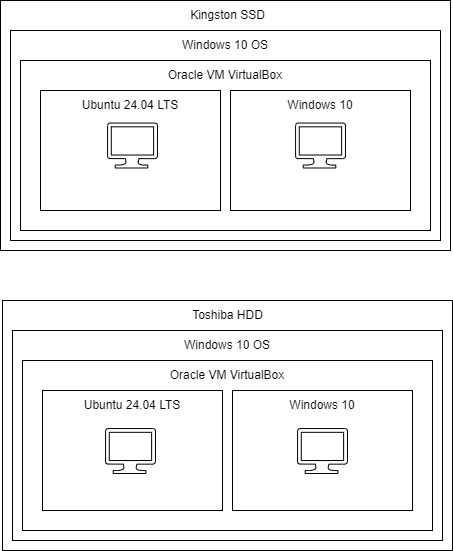 Kingston SSD
Windows 10 OS
Oracle VM VirtualBox
Ubuntu 24.04 LTS
Windows 10
Toshiba HDD
Windows 10 OS
Oracle VM VirtualBox
Ubuntu 24.04 LTS
Windows 10